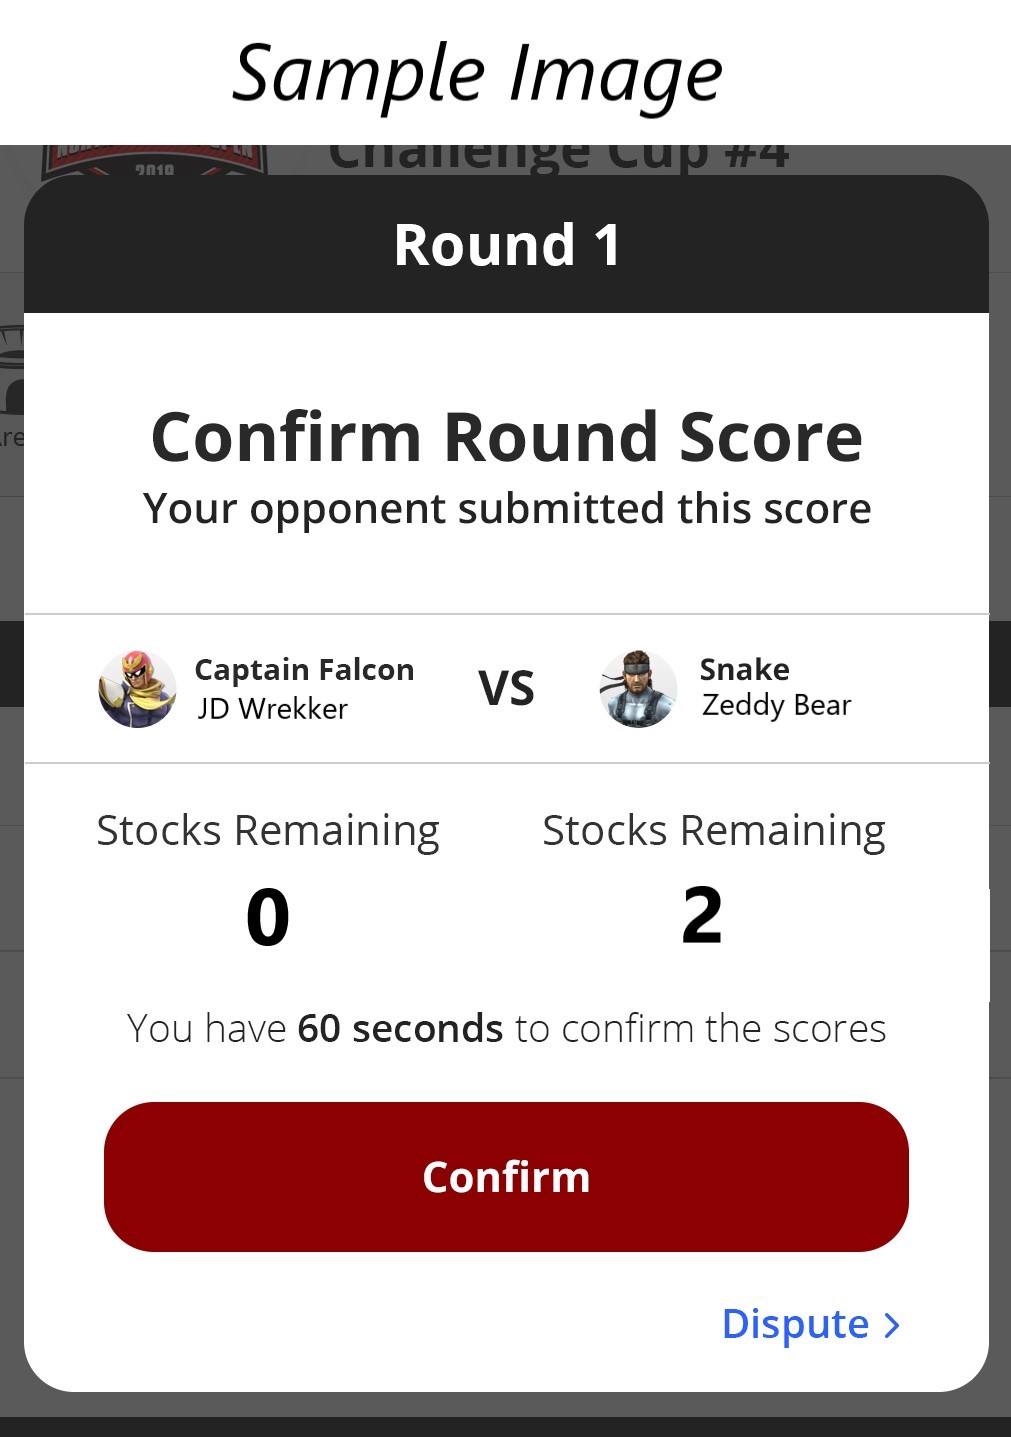 Sample Image
2019
Challenge Cup #4
Round 1
Confirm Round Score
Your opponent submitted this score
Captain Falcon
JD Wrekker
VS
Snake
Zeddy Bear
Stocks Remaining
Stocks Remaining
0
2
You have 60 seconds to confirm the scores
Confirm
Dispute >